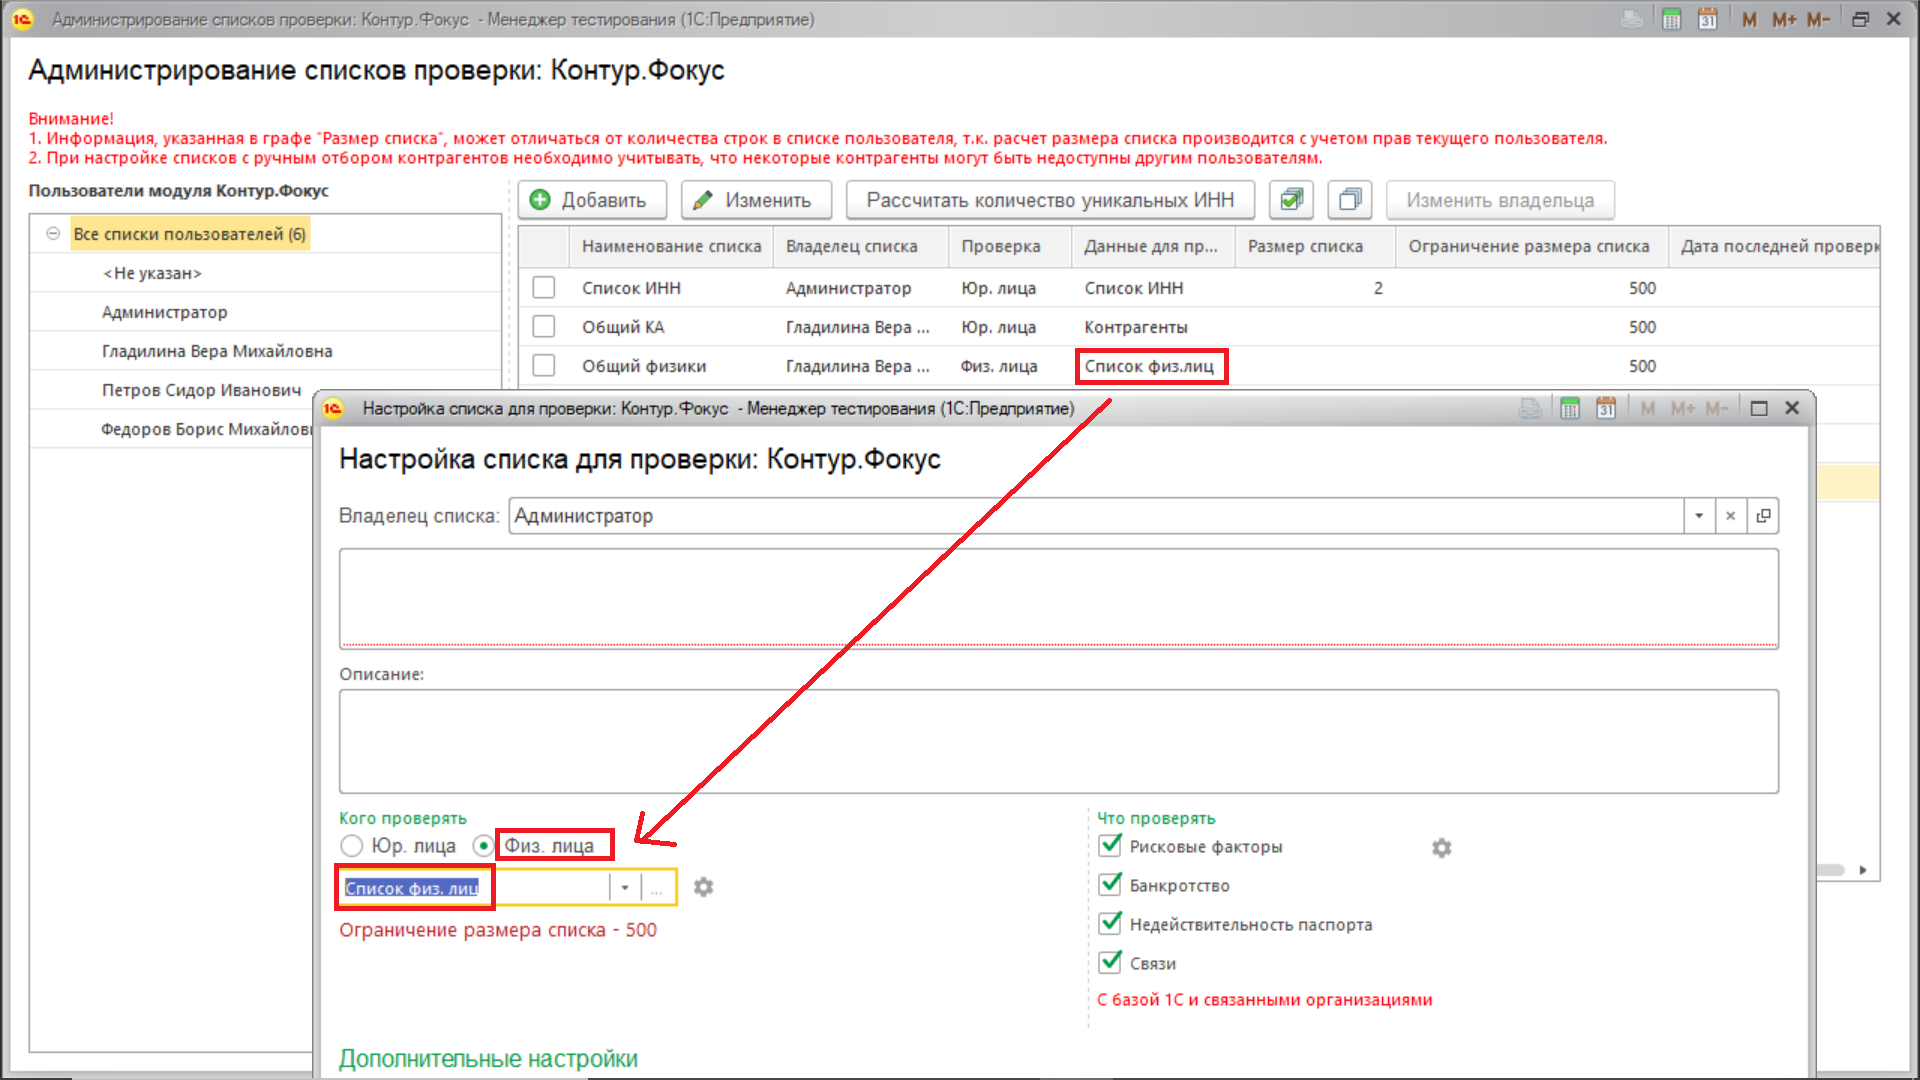 Администрирование списков проверки: Контур.Фокус - Менеджер тестирования (1С:Предприятие)
31 M M+ M-
Администрирование списков проверки: Контур.Фокус
Внимание!
1. Информация, указанная в графе "Размер списка", может отличаться от количества строк в списке пользователя, т.к. расчет размера списка производится с учетом прав текущего пользователя.
2. При настройке списков с ручным отбором контрагентов необходимо учитывать, что некоторые контрагенты могут быть недоступны другим пользователям.
Пользователи модуля Контур.Фокус
Добавить Изменить Рассчитать количество уникальных ИНН Изменить владельца
Все списки пользователей (6)
<Не указан>
Администратор
Гладилина Вера Михайловна
Петров Сидор Иванович
Федоров Борис Михайлови
Наименование списка Владелец списка Проверка Данные для пр... Размер списка Ограничение размера списка Дата последней проверк
Список ИНН Администратор Юр. лица Список ИНН 2 500
Общий КА Гладилина Вера ... Юр. лица Контрагенты 500
Общий физики Гладилина Вера ... Физ. лица Список физ.лиц 500
Настройка списка для проверки: Контур.Фокус - Менеджер тестирования (1С:Предприятие)
31 M M+ M-
Настройка списка для проверки: Контур.Фокус
Владелец списка: Администратор
Описание:
Кого проверять
Юр. лица Физ. лица
Список физ. лиц ...
Ограничение размера списка - 500
Что проверять
Рисковые факторы
Банкротство
Недействительность паспорта
Связи
С базой 1С и связанными организациями
Дополнительные настройки